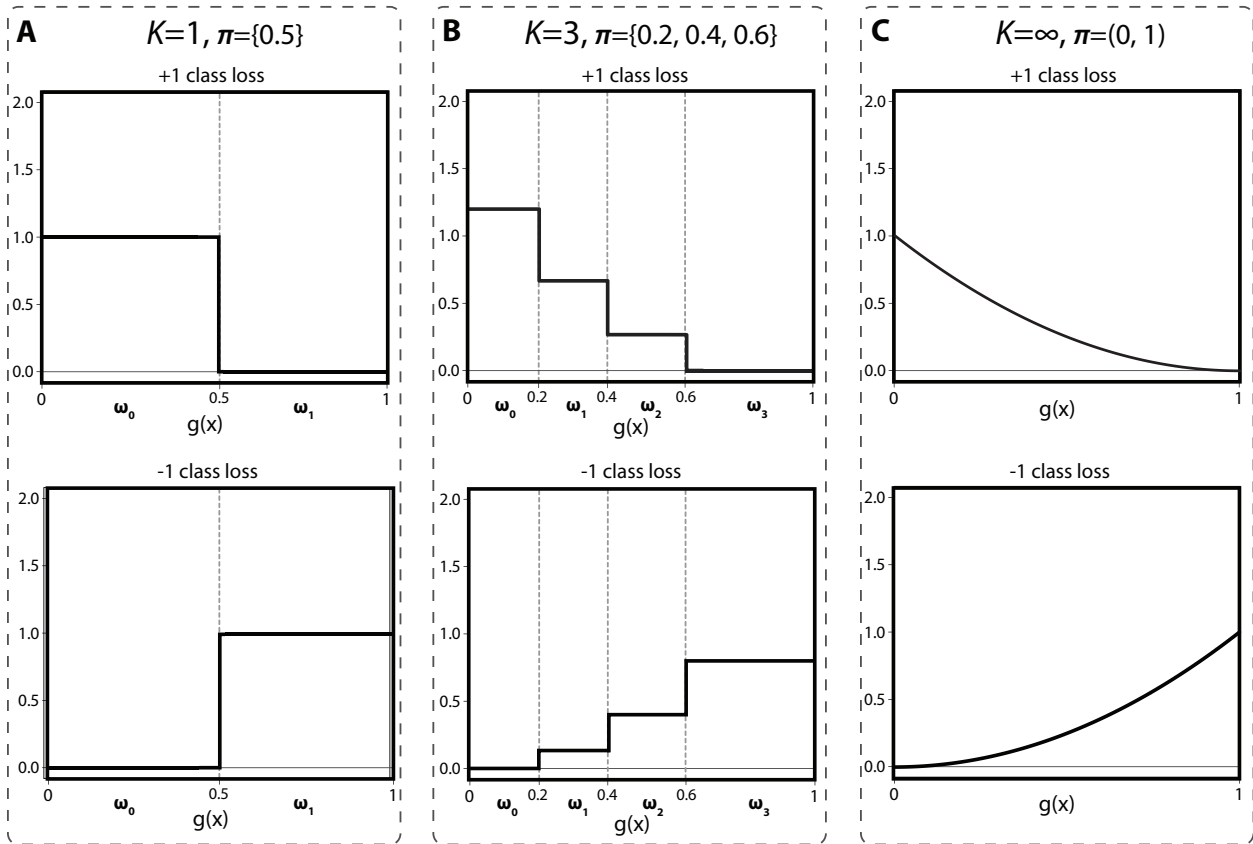 A
K=1, π={0.5}
+1 class loss
2.0
1.5
1.0
0.5
0.0
0 0.5 1
ω0 ω1
g(x)
-1 class loss
2.0
1.5
1.0
0.5
0.0
0 0.5 1
ω0 ω1
g(x)
B
K=3, π={0.2, 0.4, 0.6}
+1 class loss
2.0
1.5
1.0
0.5
0.0
0 0.2 0.4 0.6 1
ω0 ω1 ω2 ω3
g(x)
-1 class loss
2.0
1.5
1.0
0.5
0.0
0 0.2 0.4 0.6 1
ω0 ω1 ω2 ω3
g(x)
C
K=∞, π=(0, 1)
+1 class loss
2.0
1.5
1.0
0.5
0.0
0 1
g(x)
-1 class loss
2.0
1.5
1.0
0.5
0.0
0 1
g(x)